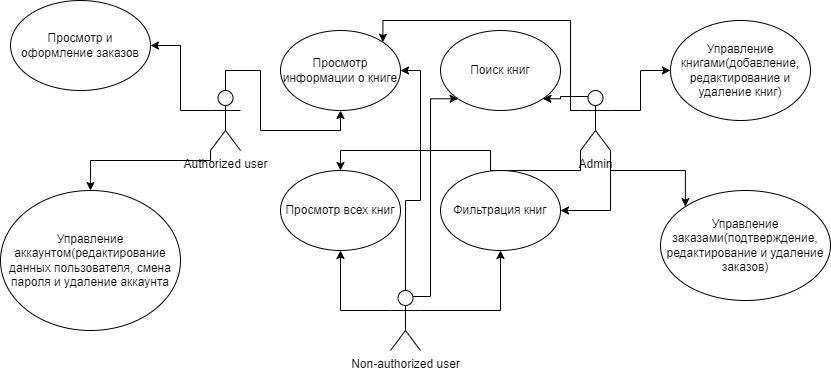 Просмотр и
оформление заказов
Просмотр
информации о книге
Поиск книг
Управление
книгами(добавление,
редактирование и
удаление книг)
Authorized user
Admin
Управление
аккаунтом(редактирование
данных пользователя, смена
пароля и удаление аккаунта
Просмотр всех книг
Фильтрация книг
Управление
заказами(подтверждение,
редактирование и удаление
заказов)
Non-authorized user